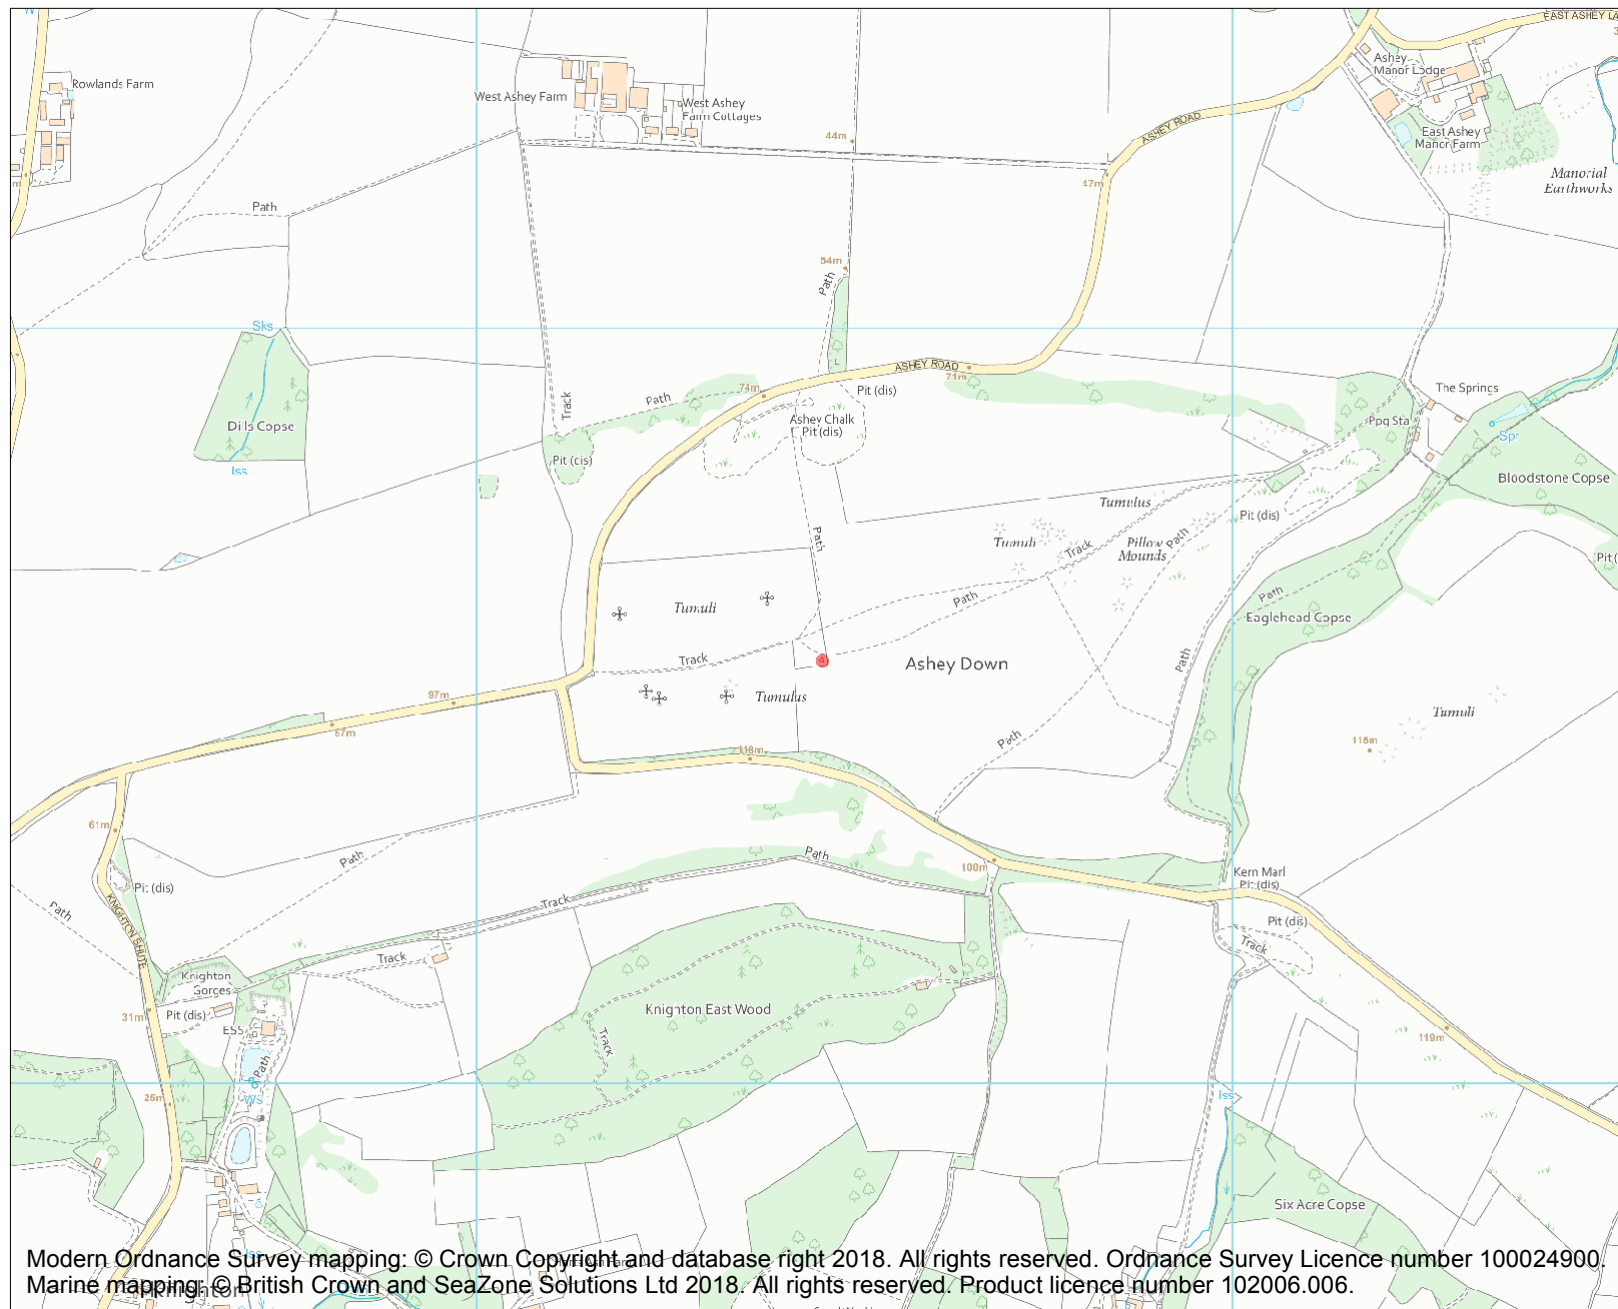 EAST ASHEY LA
Rowlands Farm
West Ashey Farm
West Ashey
Farm Cottages
Ashey
Manor Lodge
44m
ASHEY ROAD
East Ashey
Manor Farm
47m
Manorial
Earthworks
Path
54m
Path
Sks
ASHEY ROAD
71m
74m
Pit (dis)
The Springs
Path
Track
Ashey Chalk
Pit (dis)
Ppg Sta
Dills Copse
Spr
Pit (dis)
Iss
Bloodstone Copse
Tumulus
Pit (dis)
Path
Tumuli
Pillow
Mounds
Path
Track
Pit (
Path
Path
Tumuli
Eaglehead Copse
Track
4
Ashey Down
Path
97m
Tumulus
Tumuli
87m
118m
Path
118m
61m
Path
Path
100m
Kern Marl
Pit (dis)
Pit (dis)
Path
KNIGHTON SHUTE
Track
Pit (dis)
Track
Track
Knighton
Gorges
Knighton East Wood
Pit (dis)
31m
ESS
Track
119m
Path
25m
Ws
Iss
Six Acre Copse
Iss
Modern Ordnance Survey mapping: © Crown Copyright and database right 2018. All rights reserved. Ordnance Survey Licence number 100024900.
Marine mapping: © British Crown and SeaZone Solutions Ltd 2018. All rights reserved. Product licence number 102006.006.
Knighton